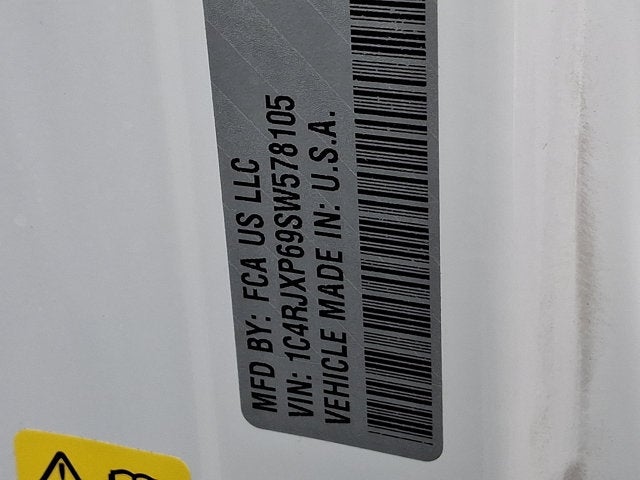 MFD BY: FCA US LLC
VIN: 1C4RJXP69SW578105
VEHICLE MADE IN: U.S.A.